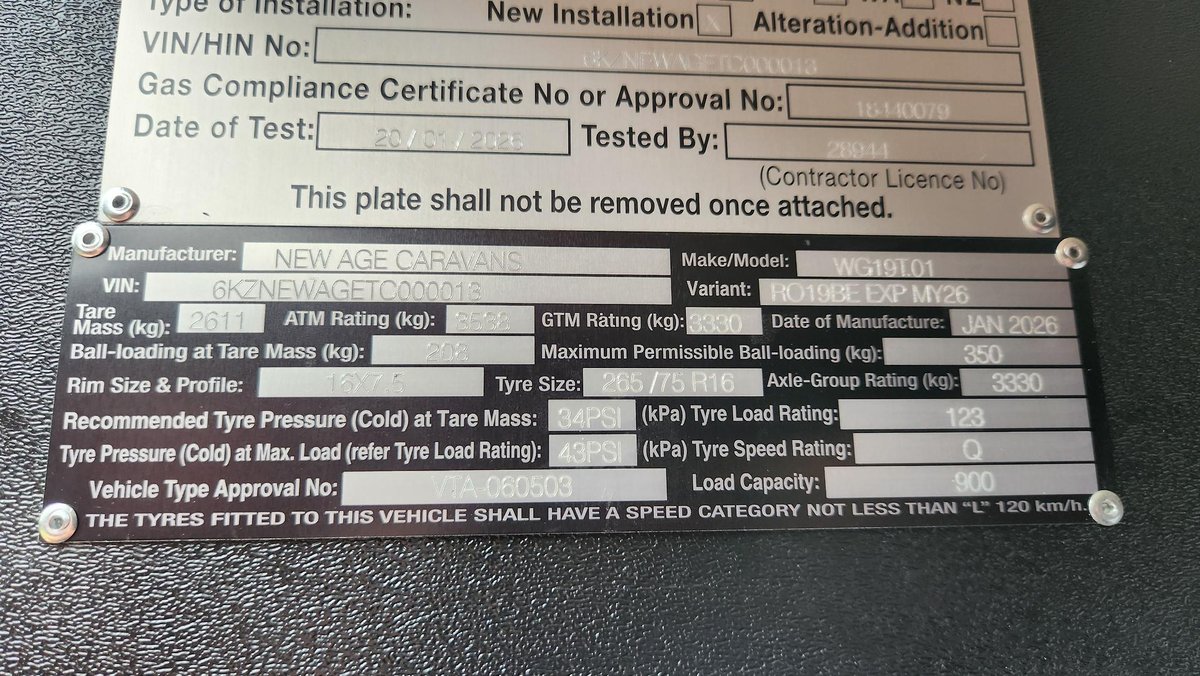 Type of Installation: New Installation X Alteration-Addition
VIN/HIN No: 6KZNEWAGETC000013
Gas Compliance Certificate No or Approval No:
Date of Test: 20 / 01 / 2026 Tested By: 28944
(Contractor Licence No)
This plate shall not be removed once attached.
Manufacturer: NEW AGE CARAVANS Make/Model: WG19T.01
VIN: 6KZNEWAGETC000013 Variant: RO19BE EXP MY26
Tare Mass (kg): 2611 ATM Rating (kg): GTM Rating (kg): 3330 Date of Manufacture: JAN 2026
Ball-loading at Tare Mass (kg): 208 Maximum Permissible Ball-loading (kg): 350
Rim Size & Profile: 16X7.5 Tyre Size: 265 /75 R16 Axle-Group Rating (kg): 3330
Recommended Tyre Pressure (Cold) at Tare Mass: 34PSI (kPa) Tyre Load Rating: 123
Tyre Pressure (Cold) at Max. Load (refer Tyre Load Rating): 43PSI (kPa) Tyre Speed Rating: Q
Vehicle Type Approval No: VTA-060503 Load Capacity: 900
THE TYRES FITTED TO THIS VEHICLE SHALL HAVE A SPEED CATEGORY NOT LESS THAN “L” 120 km/h.